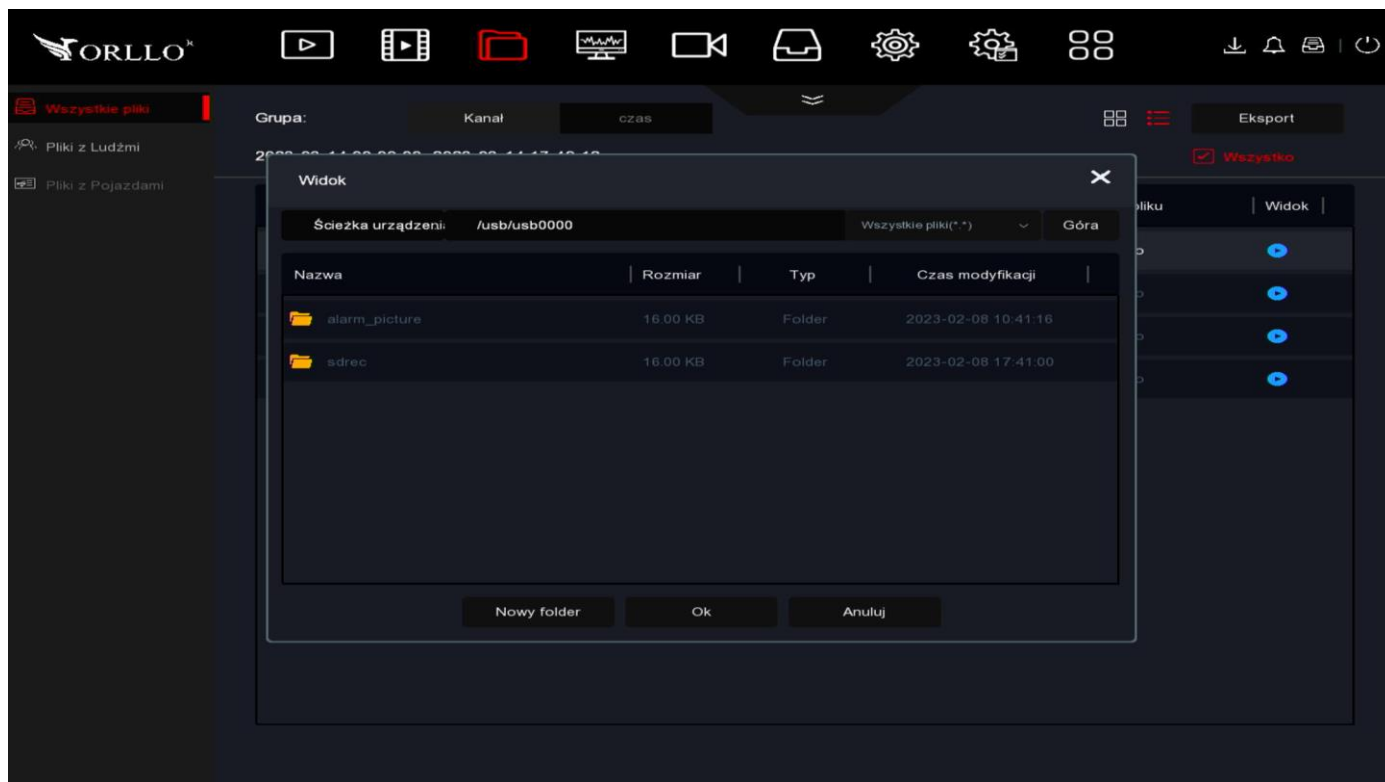 ORLLO
Wszystkie pliki
Pliki z Ludźmi
Pliki z Pojazdami
Grupa: Kanał czas
Eksport
Wszystko
Widok
Ścieżka urządzeni /usb/usb0000 Wszystkie pliki(*.*) Góra
Nazwa Rozmiar Typ Czas modyfikacji
alarm_picture 16.00 KB Folder 2023-02-08 10:41:16
sdrec 16.00 KB Folder 2023-02-08 17:41:00
Nowy folder Ok Anuluj
Widok